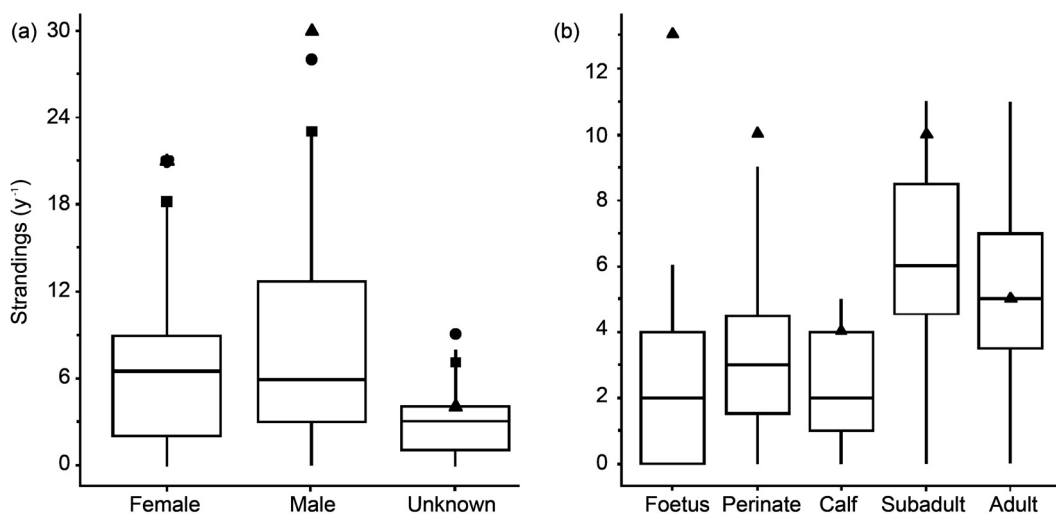 (a)
Strandings (y⁻¹)
30
24
18
12
6
0
Female Male Unknown
(b)
12
10
8
6
4
2
0
Foetus Perinate Calf Subadult Adult